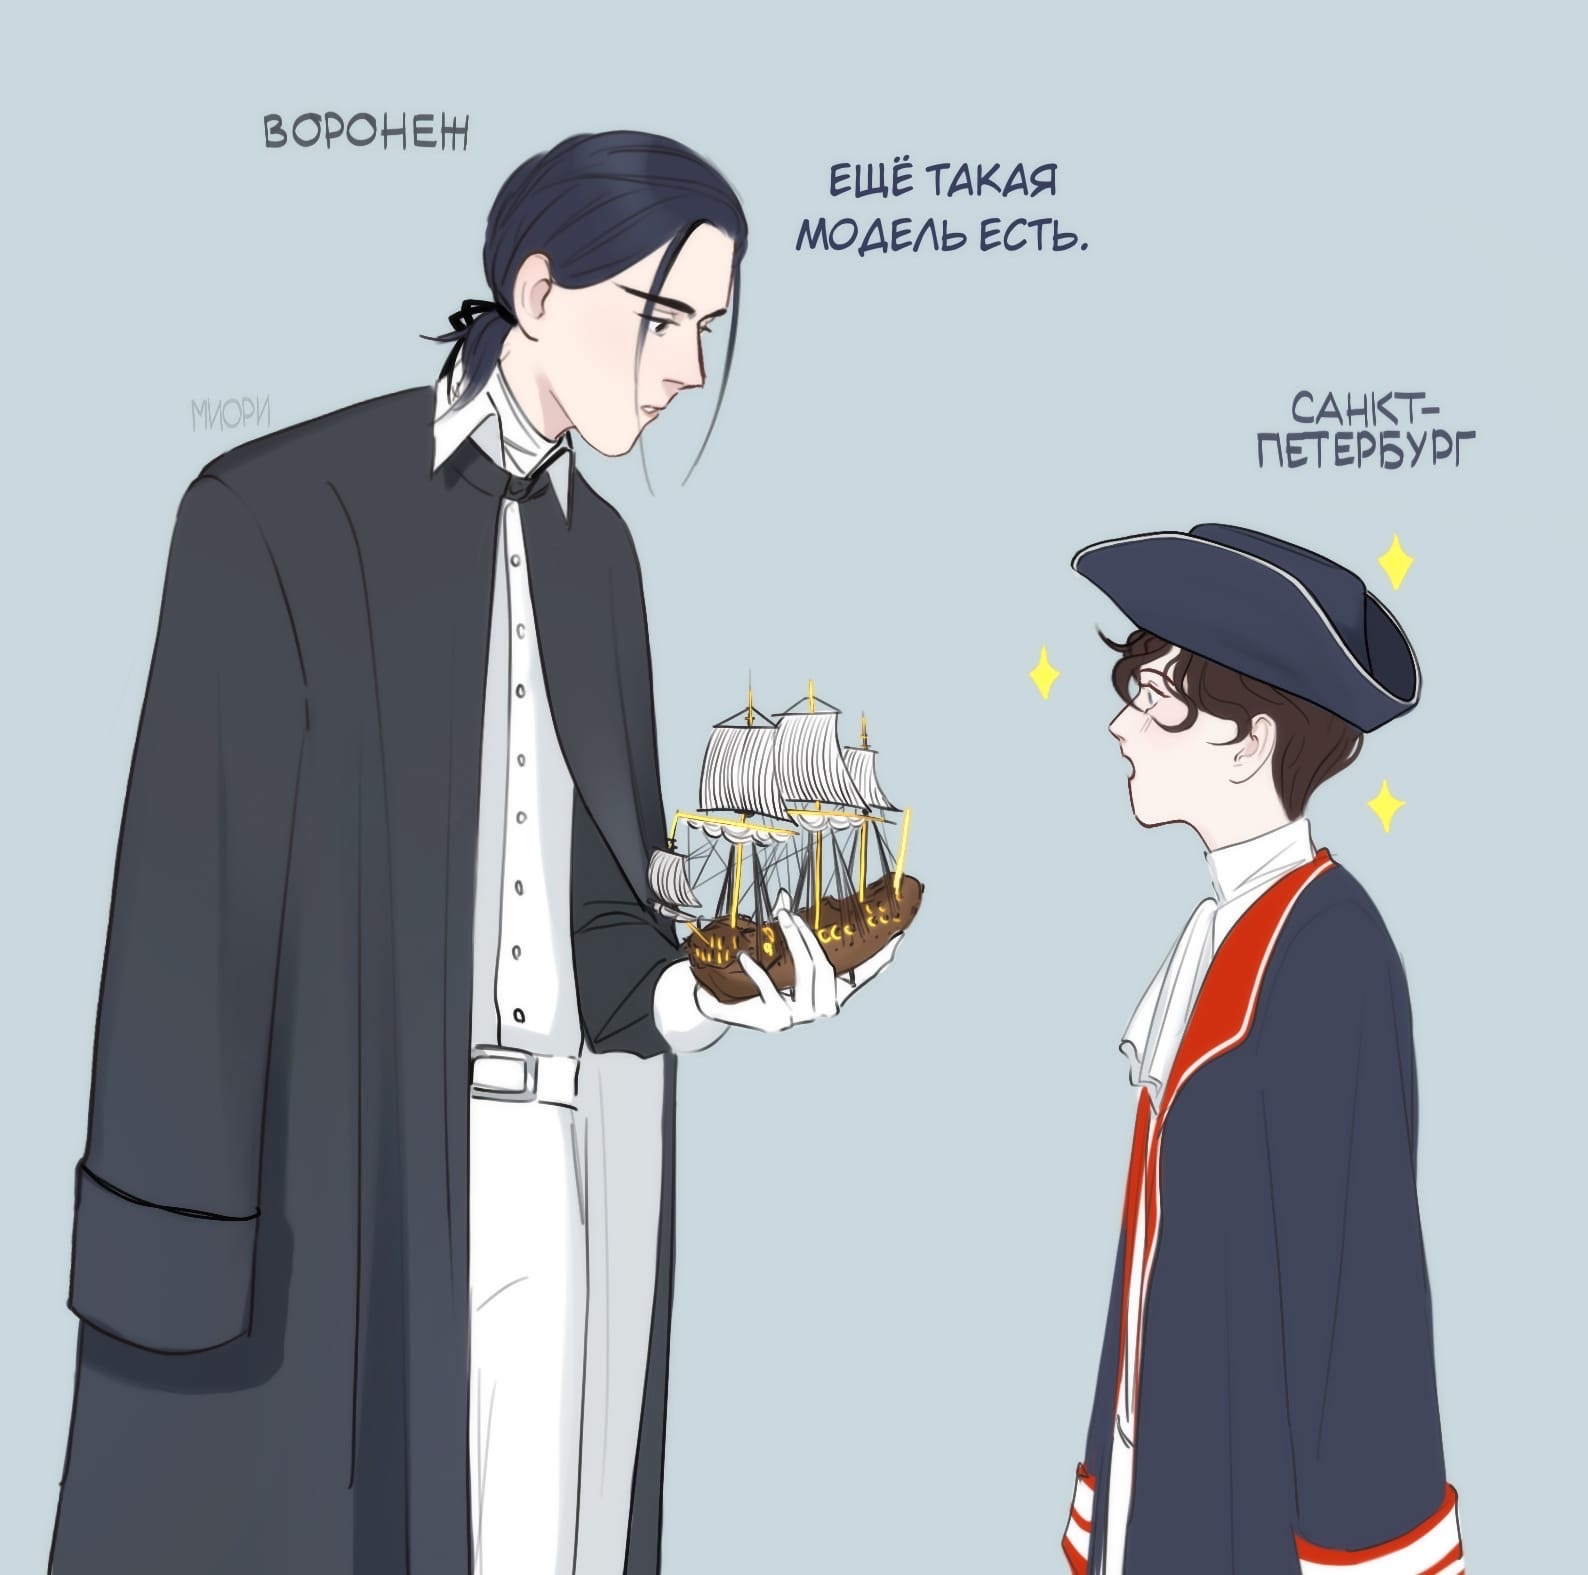 ВОРОНЕЖ
ЕЩЁ ТАКАЯ
МОДЕЛЬ ЕСТЬ.
МИОРИ
САНКТ-
ПЕТЕРБУРГ